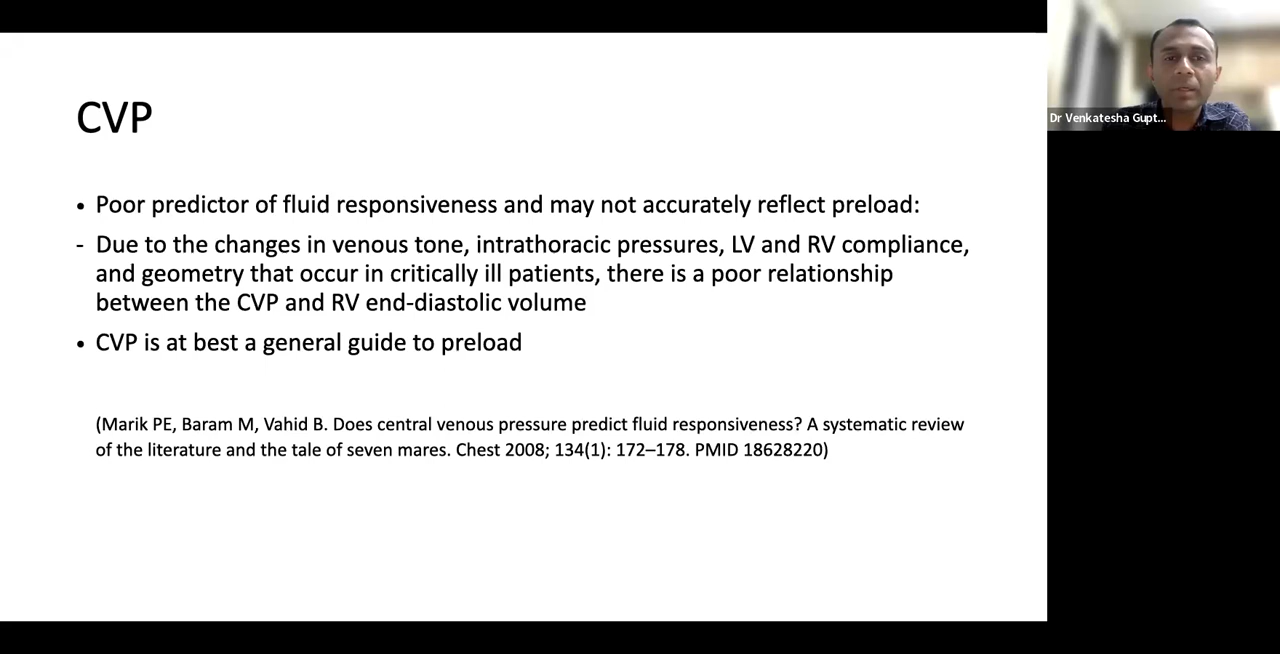 CVP
• Poor predictor of fluid responsiveness and may not accurately reflect preload:
- Due to the changes in venous tone, intrathoracic pressures, LV and RV compliance,
and geometry that occur in critically ill patients, there is a poor relationship
between the CVP and RV end-diastolic volume
• CVP is at best a general guide to preload
(Marik PE, Baram M, Vahid B. Does central venous pressure predict fluid responsiveness? A systematic review
of the literature and the tale of seven mares. Chest 2008; 134(1): 172–178. PMID 18628220)
Dr Venkatesha Gupt...